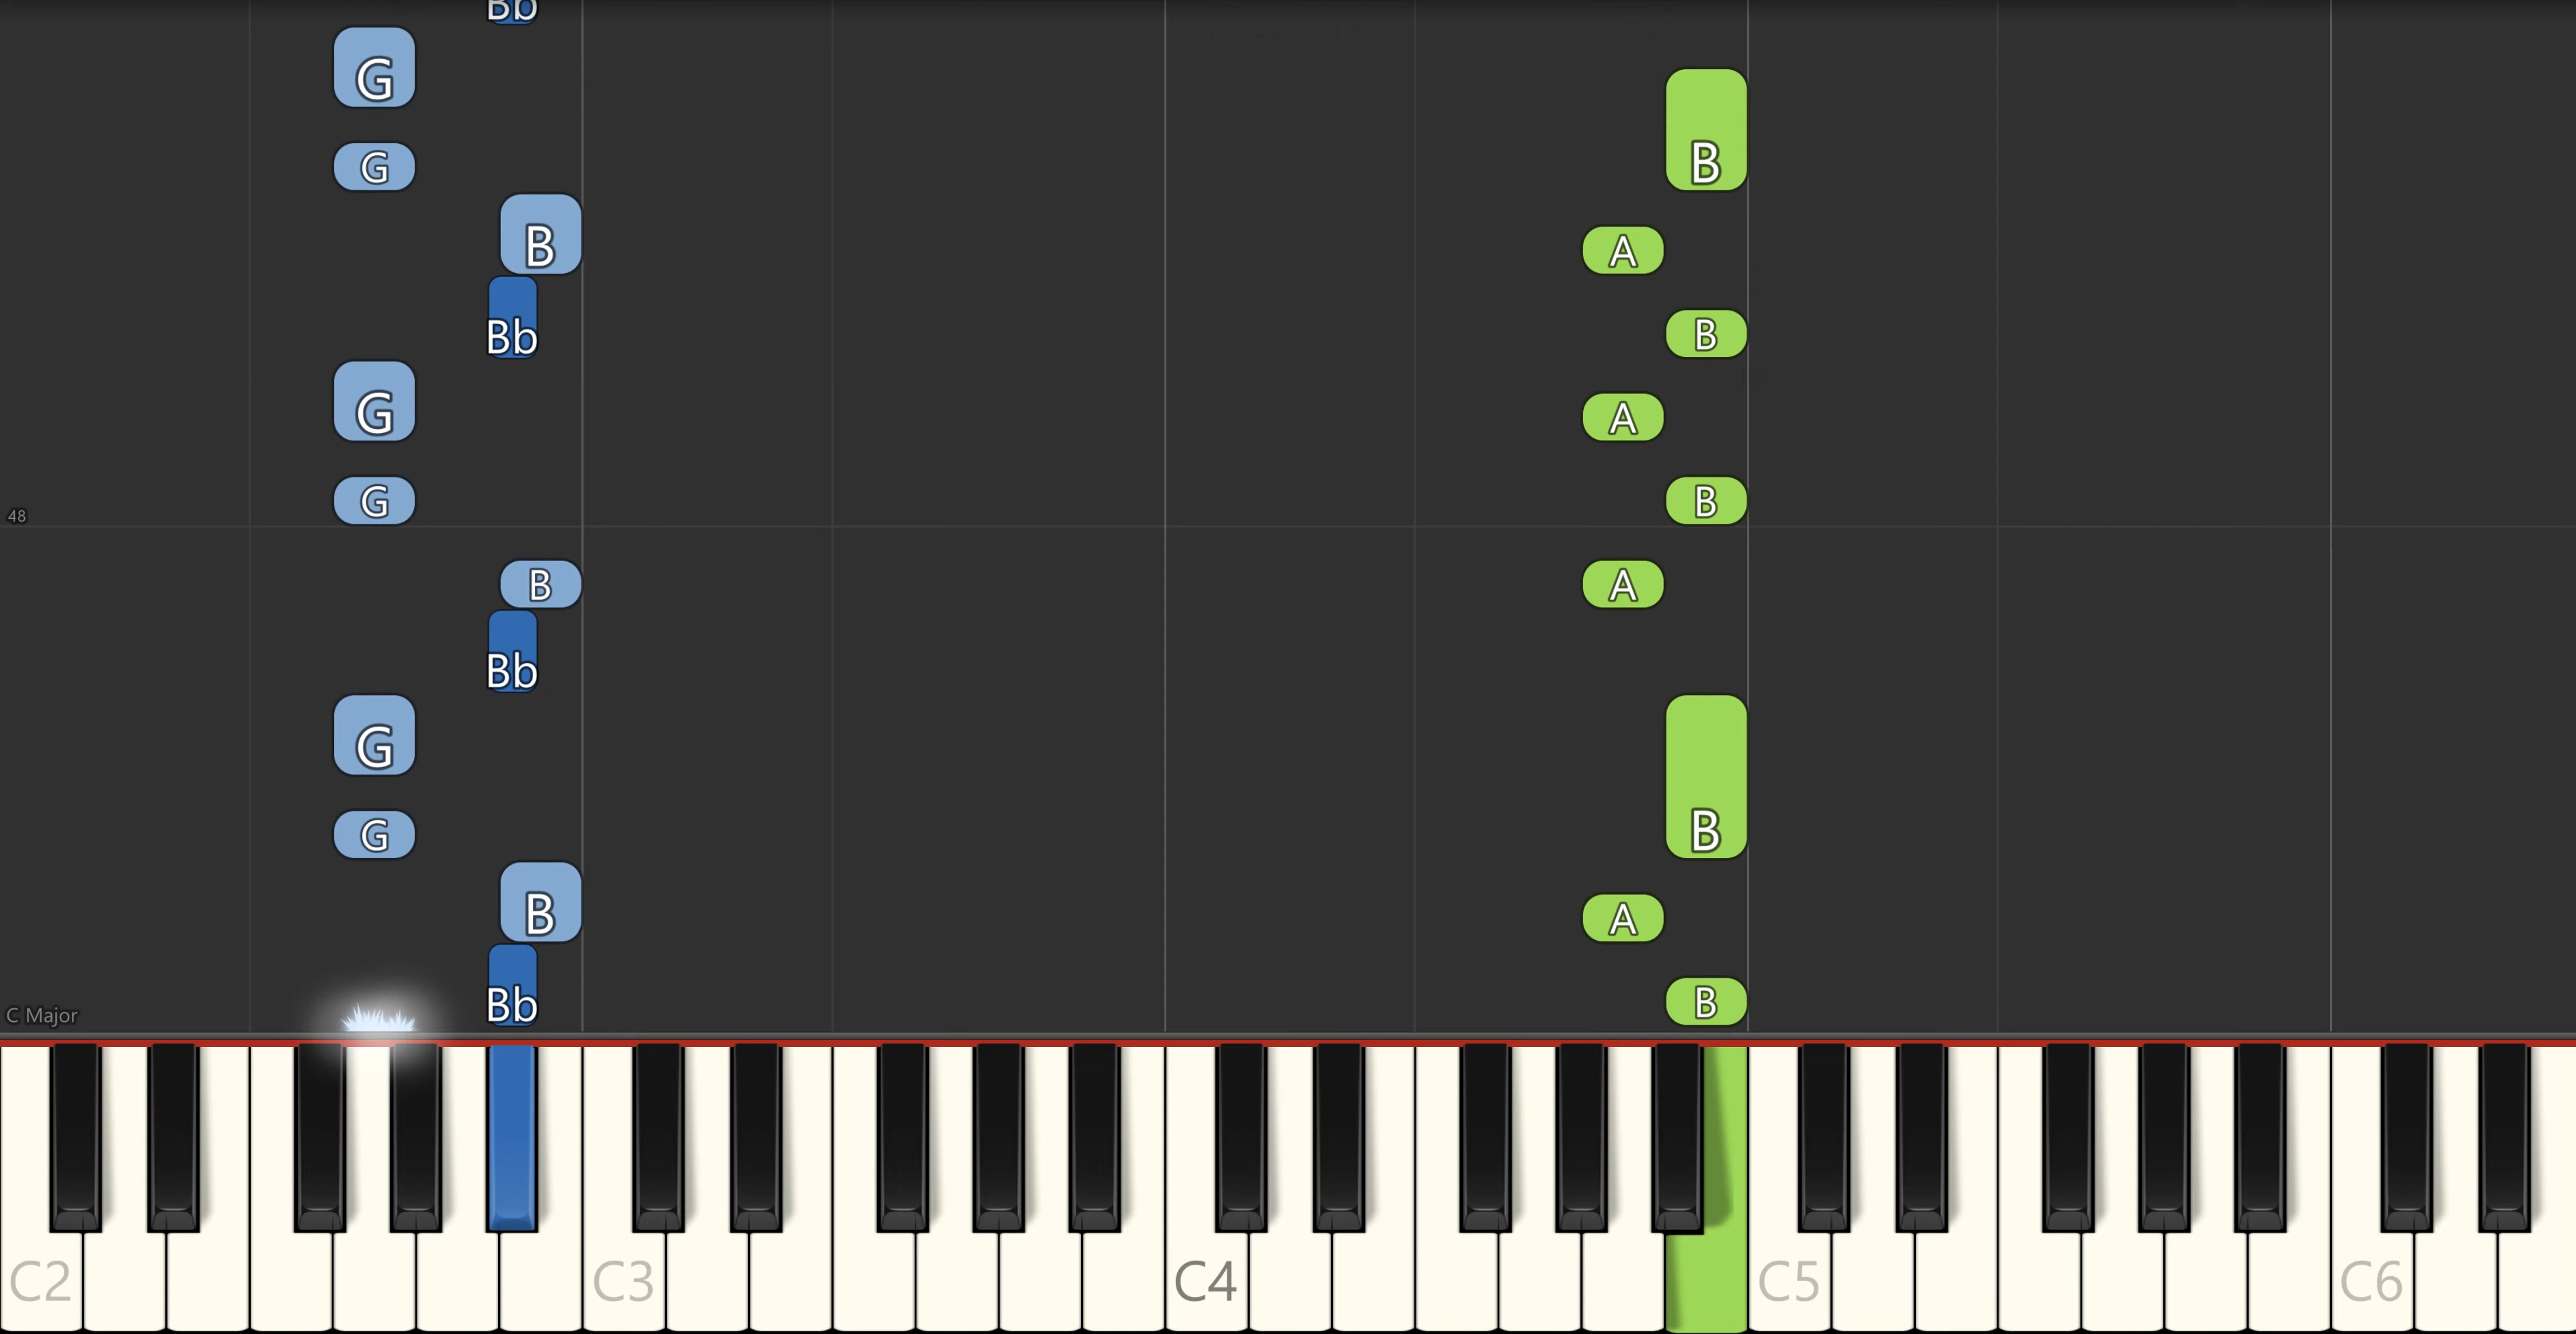 Bb
G
B
G
B
A
Bb B
G A
48 G B
B A
Bb
G
G B
B A
C Major Bb B
C2 C3 C4 C5 C6